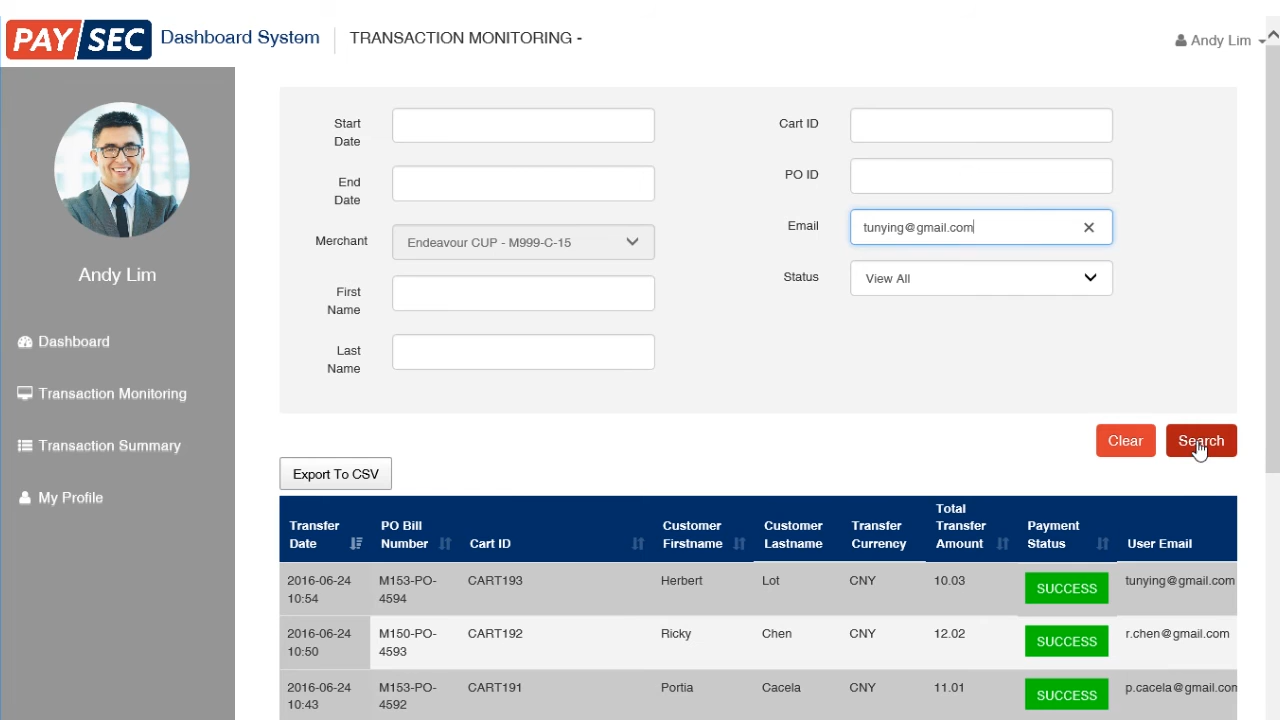 PAY SEC Dashboard System TRANSACTION MONITORING - Andy Lim
Start
Date
Cart ID
End
Date
PO ID
Merchant Endeavour CUP - M999-C-15
Email tunying@gmail.com
First
Name
Status View All
Last
Name
Andy Lim
Dashboard
Transaction Monitoring
Transaction Summary
My Profile
Clear Search
Export To CSV
Transfer
Date
PO Bill
Number
Cart ID
Customer
Firstname
Customer
Lastname
Transfer
Currency
Total
Transfer
Amount
Payment
Status
User Email
2016-06-24
10:54
M153-PO-
4594
CART193 Herbert Lot CNY 10.03 SUCCESS tunying@gmail.com
2016-06-24
10:50
M150-PO-
4593
CART192 Ricky Chen CNY 12.02 SUCCESS r.chen@gmail.com
2016-06-24
10:43
M153-PO-
4592
CART191 Portia Cacela CNY 11.01 SUCCESS p.cacela@gmail.com